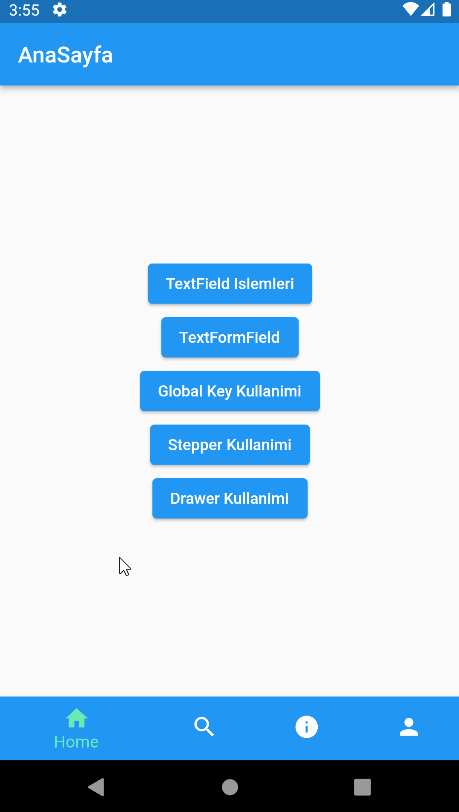 3:55
AnaSayfa
TextField Islemleri
TextFormField
Global Key Kullanimi
Stepper Kullanimi
Drawer Kullanimi
Home